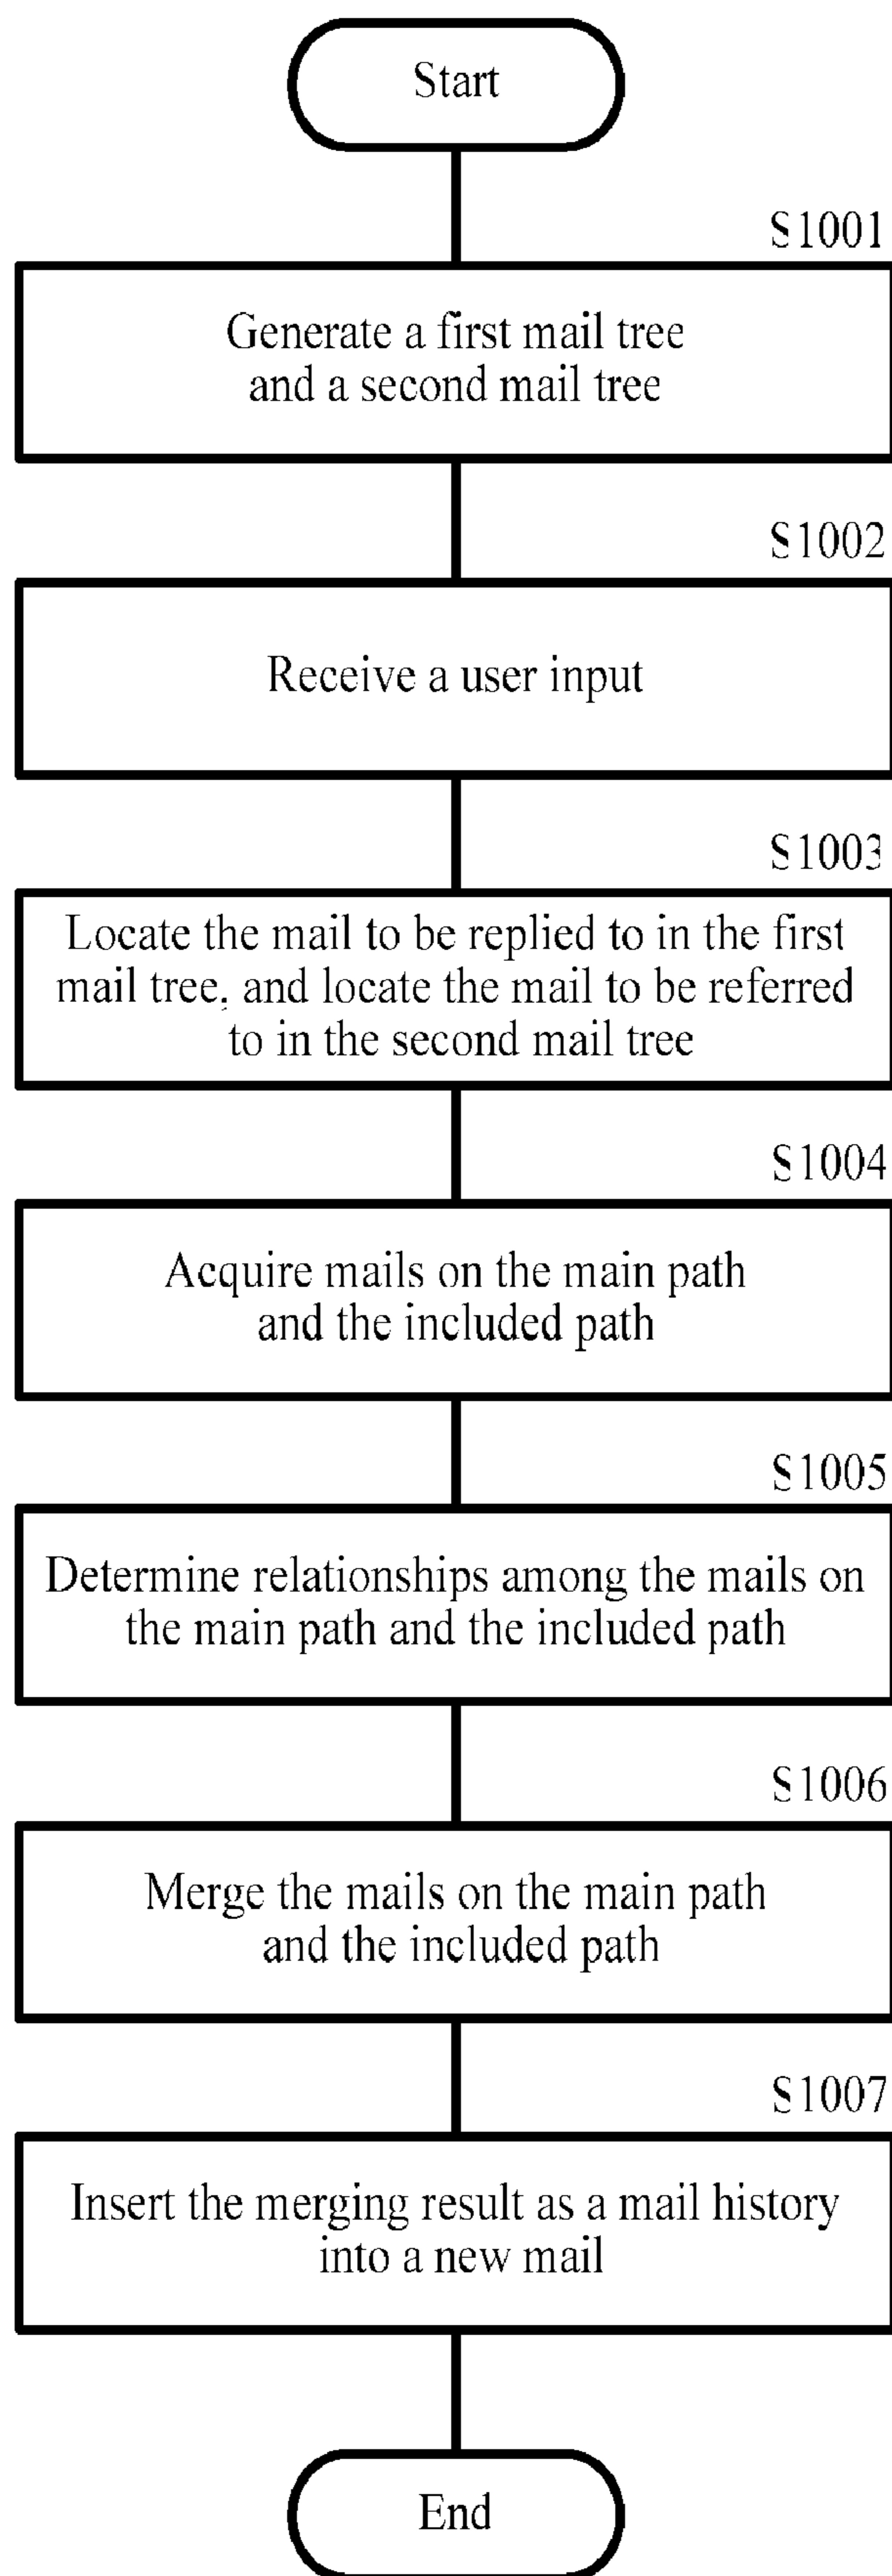 Start
S1001
Generate a first mail tree
and a second mail tree
S1002
Receive a user input
S1003
Locate the mail to be replied to in the first
mail tree, and locate the mail to be referred
to in the second mail tree
S1004
Acquire mails on the main path
and the included path
S1005
Determine relationships among the mails on
the main path and the included path
S1006
Merge the mails on the main path
and the included path
S1007
Insert the merging result as a mail history
into a new mail
End